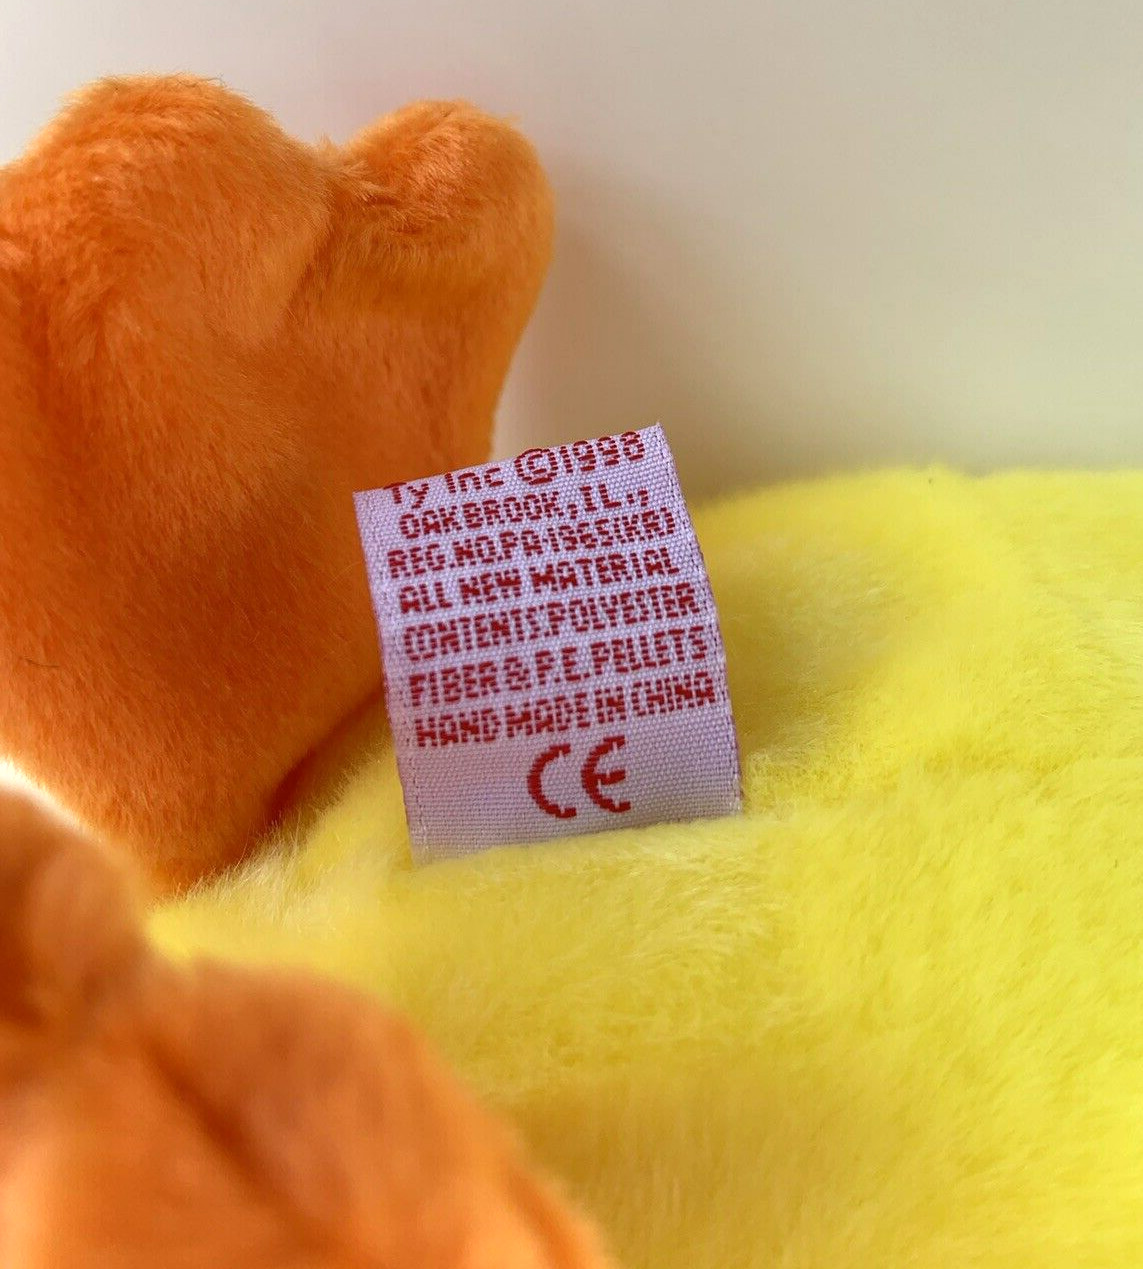 Ty Inc ©1998
OAKBROOK, IL.,
REG.NO.PA·1965(KR)
ALL NEW MATERIAL
CONTENTS:POLYESTER
FIBER & P.E. PELLETS
HAND MADE IN CHINA
CE